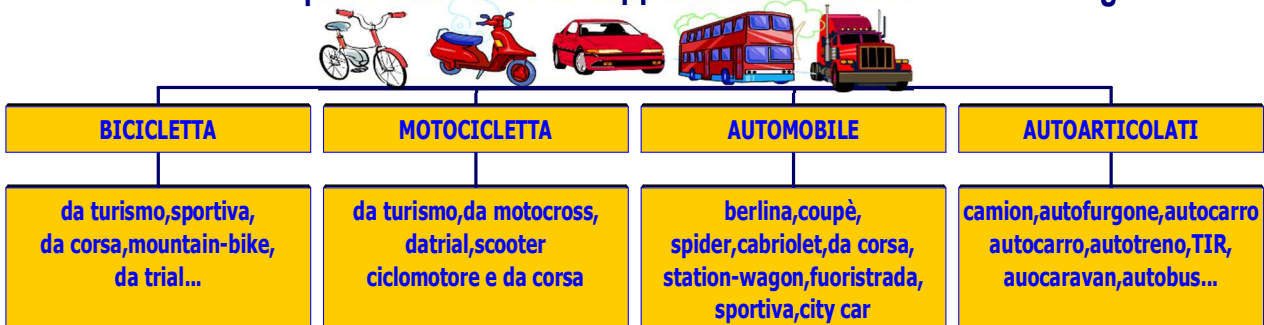 BICICLETTA
MOTOCICLETTA
AUTOMOBILE
AUTOARTICOLATI
da turismo,sportiva,
da corsa,mountain-bike,
da trial...
da turismo,da motocross,
datrial,scooter
ciclomotore e da corsa
berlina,coupè,
spider,cabriolet,da corsa,
station-wagon,fuoristrada,
sportiva,city car
camion,autofurgone,autocarro
autocarro,autotreno,TIR,
auocaravan,autobus...